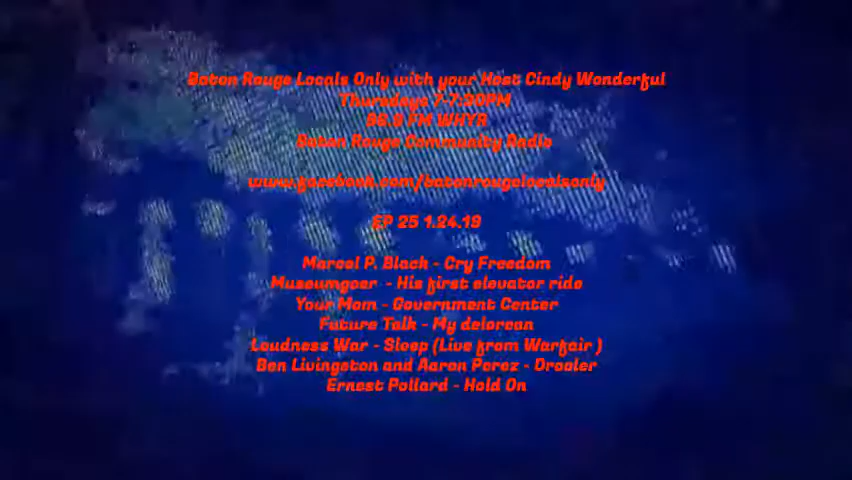 Baton Rouge Locals Only with your Host Cindy Wonderful
Thursdays 7-7:30PM
96.9 FM WHYR
Baton Rouge Community Radio
www.facebook.com/batonrougelocalsonly
EP 25 1.24.19
Marcel P. Black - Cry Freedom
Museumgoer - His first elevator ride
Your Mom - Government Center
Future Talk - My delorean
Loudness War - Sleep (Live from Warfair )
Ben Livingston and Aaron Perez - Drooler
Ernest Pollard - Hold On